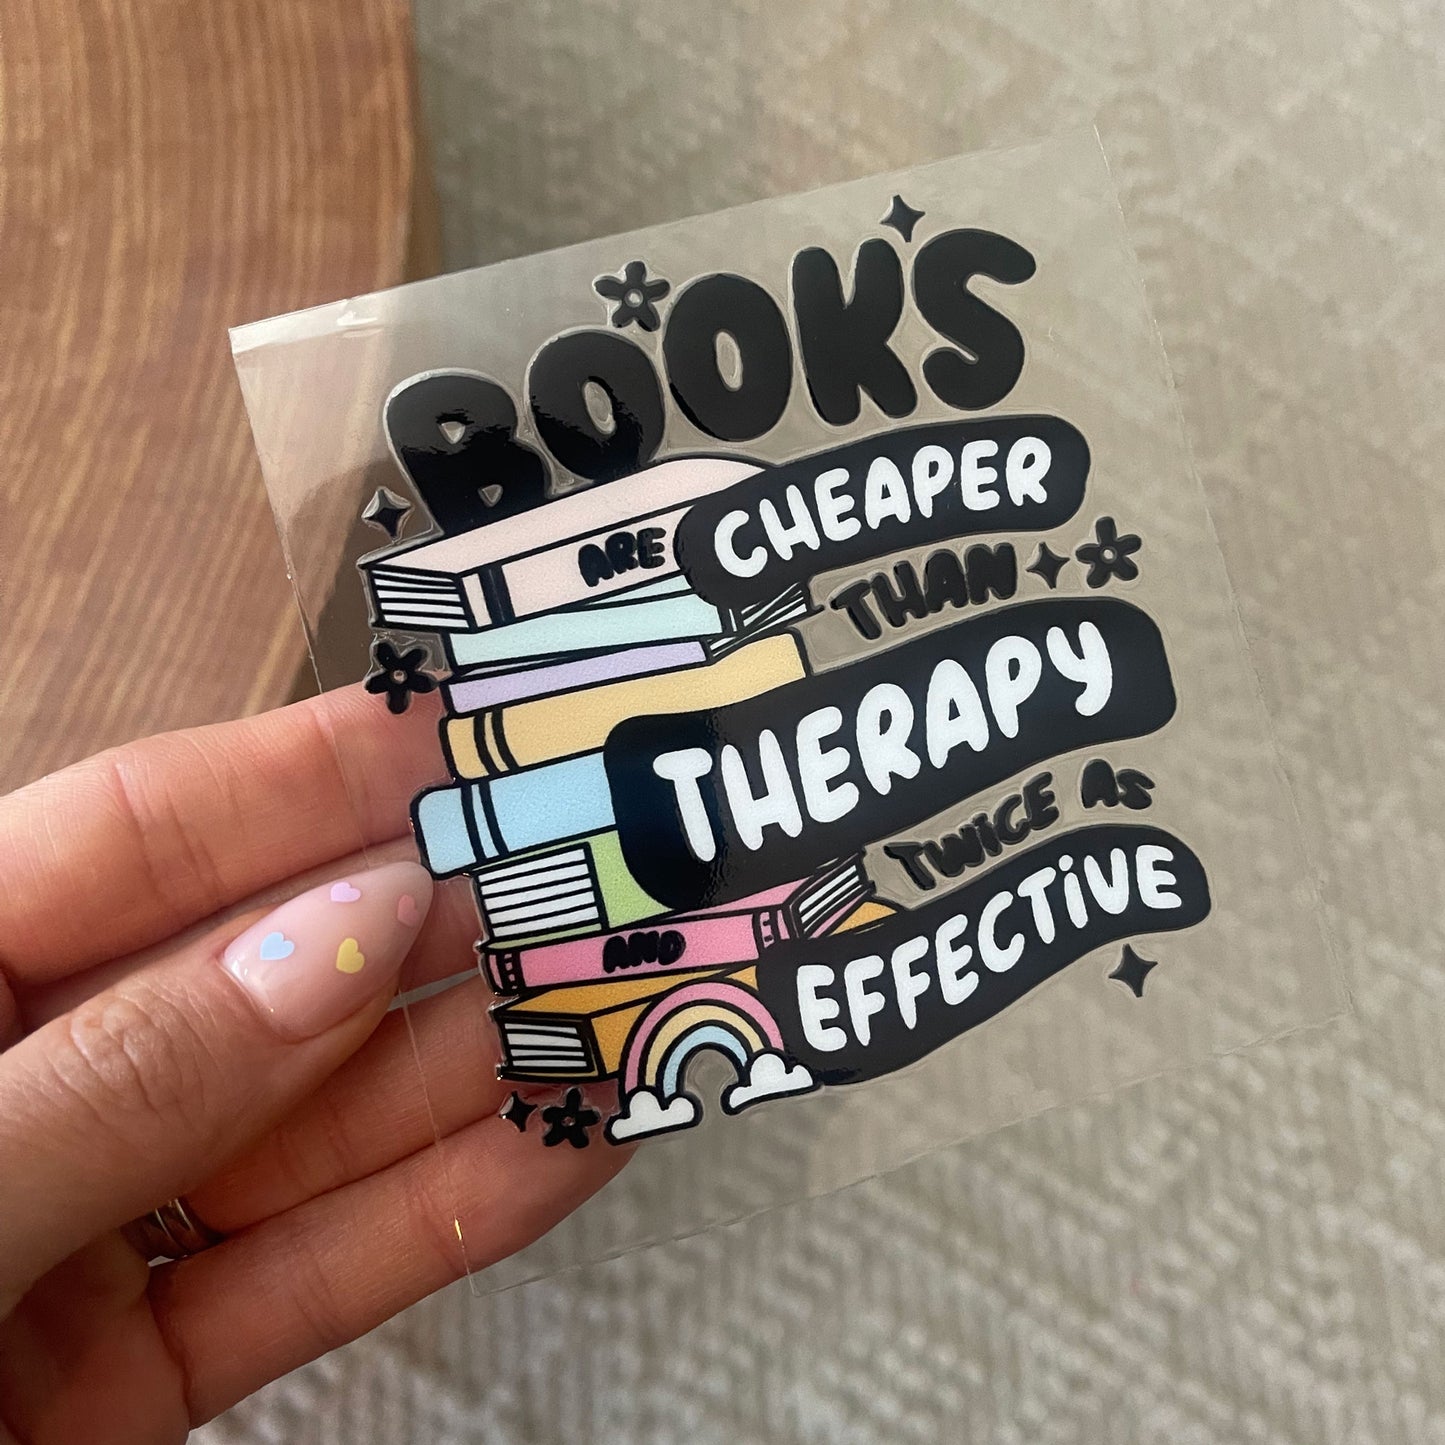 BOOKS
ARE CHEAPER
THAN
THERAPY
AND TWICE AS
EFFECTIVE